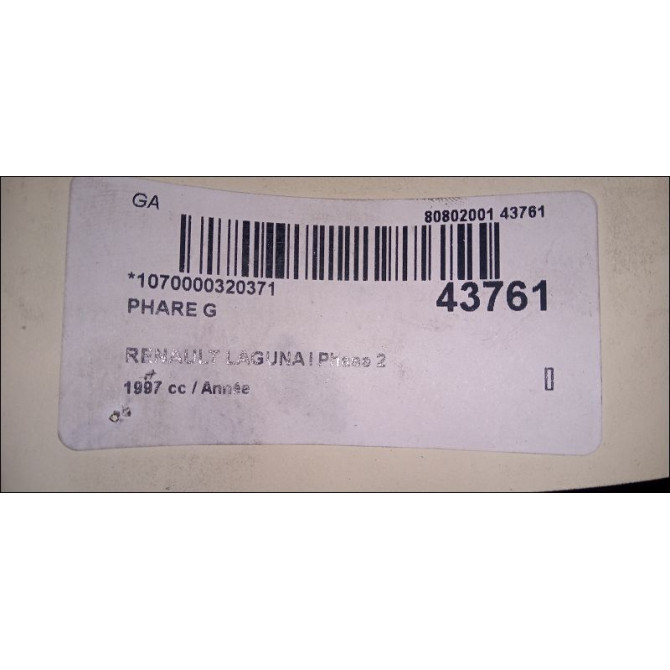 GA
80802001 43761
*1070000320371
43761
PHARE G
RENAULT LAGUNA I Phase 2
1997 cc / Année